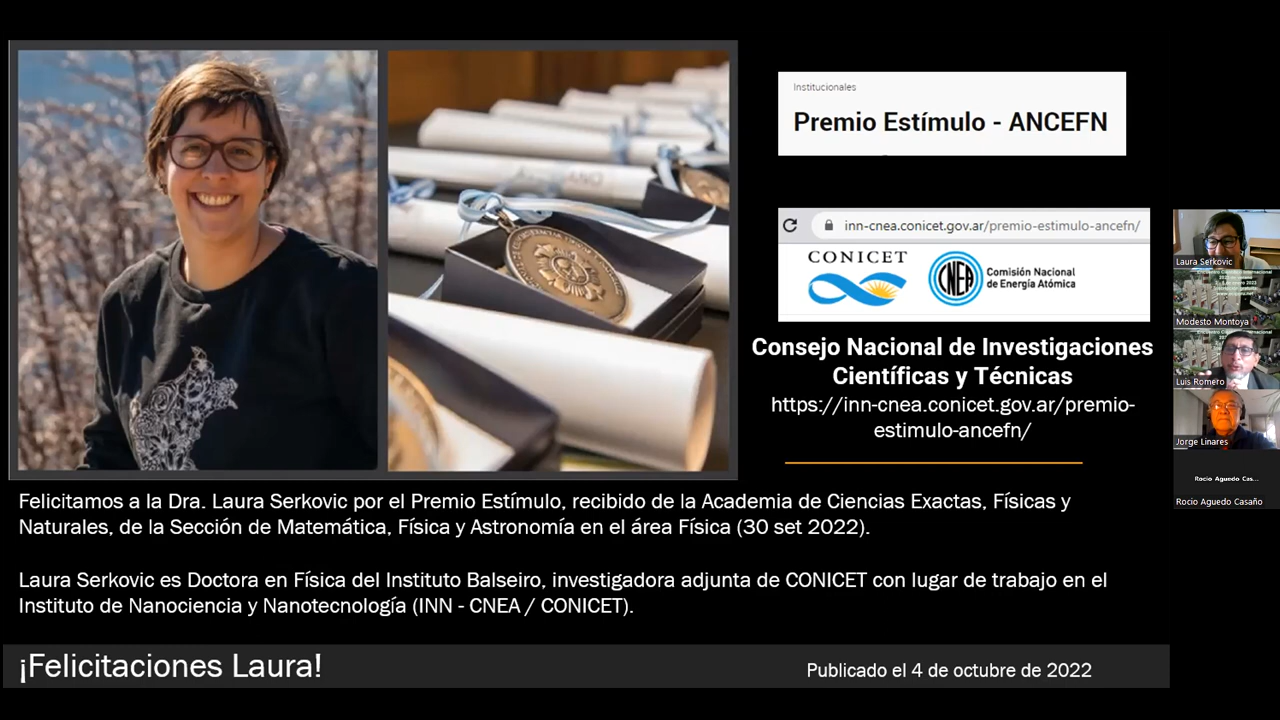 Institucionales
Premio Estímulo - ANCEFN
inn-cnea.conicet.gov.ar/premio-estimulo-ancefn/
CONICET
CNEA
Comisión Nacional
de Energía Atómica
Consejo Nacional de Investigaciones
Científicas y Técnicas
https://inn-cnea.conicet.gov.ar/premio-
estimulo-ancefn/
Felicitamos a la Dra. Laura Serkovic por el Premio Estímulo, recibido de la Academia de Ciencias Exactas, Físicas y
Naturales, de la Sección de Matemática, Física y Astronomía en el área Física (30 set 2022).
Laura Serkovic es Doctora en Física del Instituto Balseiro, investigadora adjunta de CONICET con lugar de trabajo en el
Instituto de Nanociencia y Nanotecnología (INN - CNEA / CONICET).
¡Felicitaciones Laura!
Publicado el 4 de octubre de 2022
Laura Serkovic
Modesto Montoya
Luis Romero
Jorge Linares
Rocio Aguedo Cas...
Rocio Aguedo Casaño